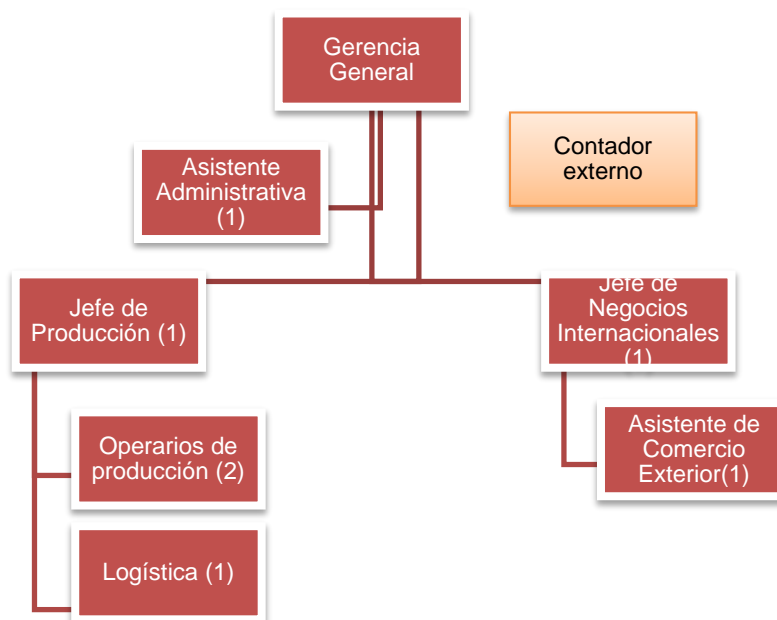 Gerencia
General
Asistente
Administrativa
(1)
Contador
externo
Jefe de
Producción (1)
Jefe de
Negocios
Internacionales
(1)
Operarios de
producción (2)
Asistente de
Comercio
Exterior(1)
Logística (1)